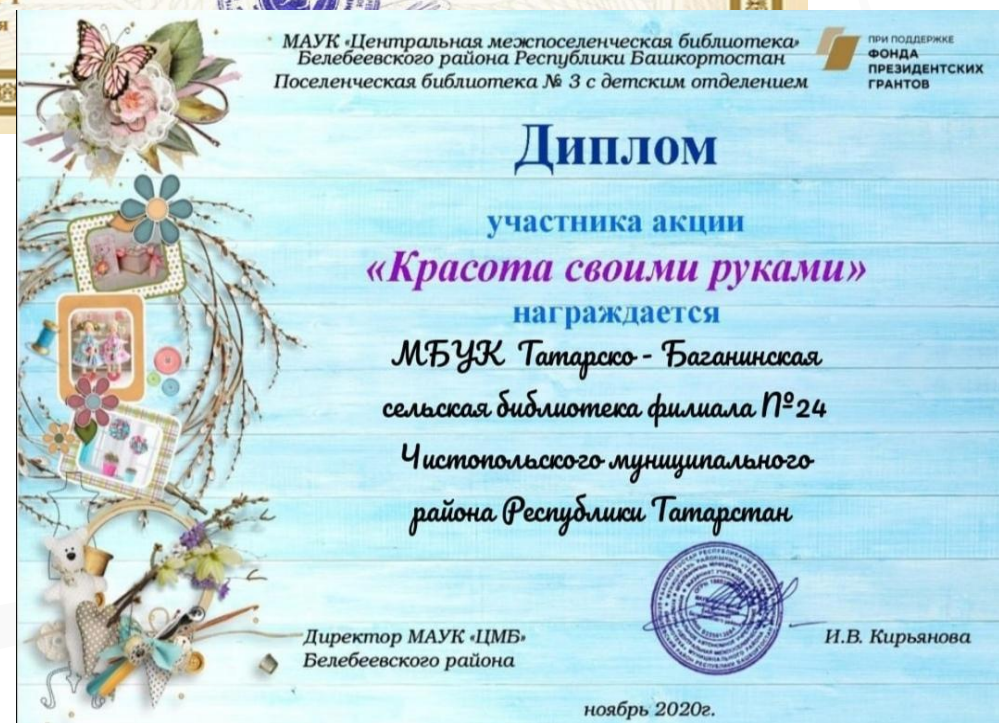 МАУК «Центральная межпоселенческая библиотека»
Белебеевского района Республики Башкортостан
Поселенческая библиотека № 3 с детским отделением
ПРИ ПОДДЕРЖКЕ
ФОНДА
ПРЕЗИДЕНТСКИХ
ГРАНТОВ
Диплом
участника акции
«Красота своими руками»
награждается
МБУК Татарско - Баганинская
сельская библиотека филиала №24
Чистопольского муниципального
района Республики Татарстан
Директор МАУК «ЦМБ»
Белебеевского района
И.В. Кирьянова
ноябрь 2020г.